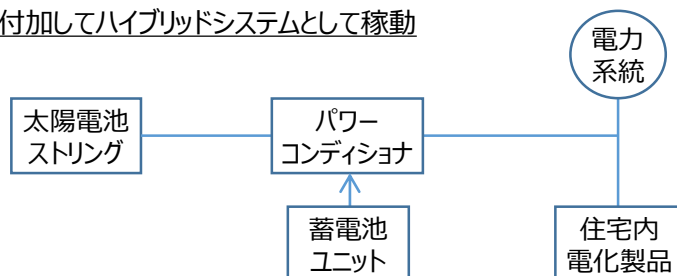 付加してハイブリッドシステムとして稼動
電力
系統
太陽電池
ストリング
パワー
コンディショナ
蓄電池
ユニット
住宅内
電化製品